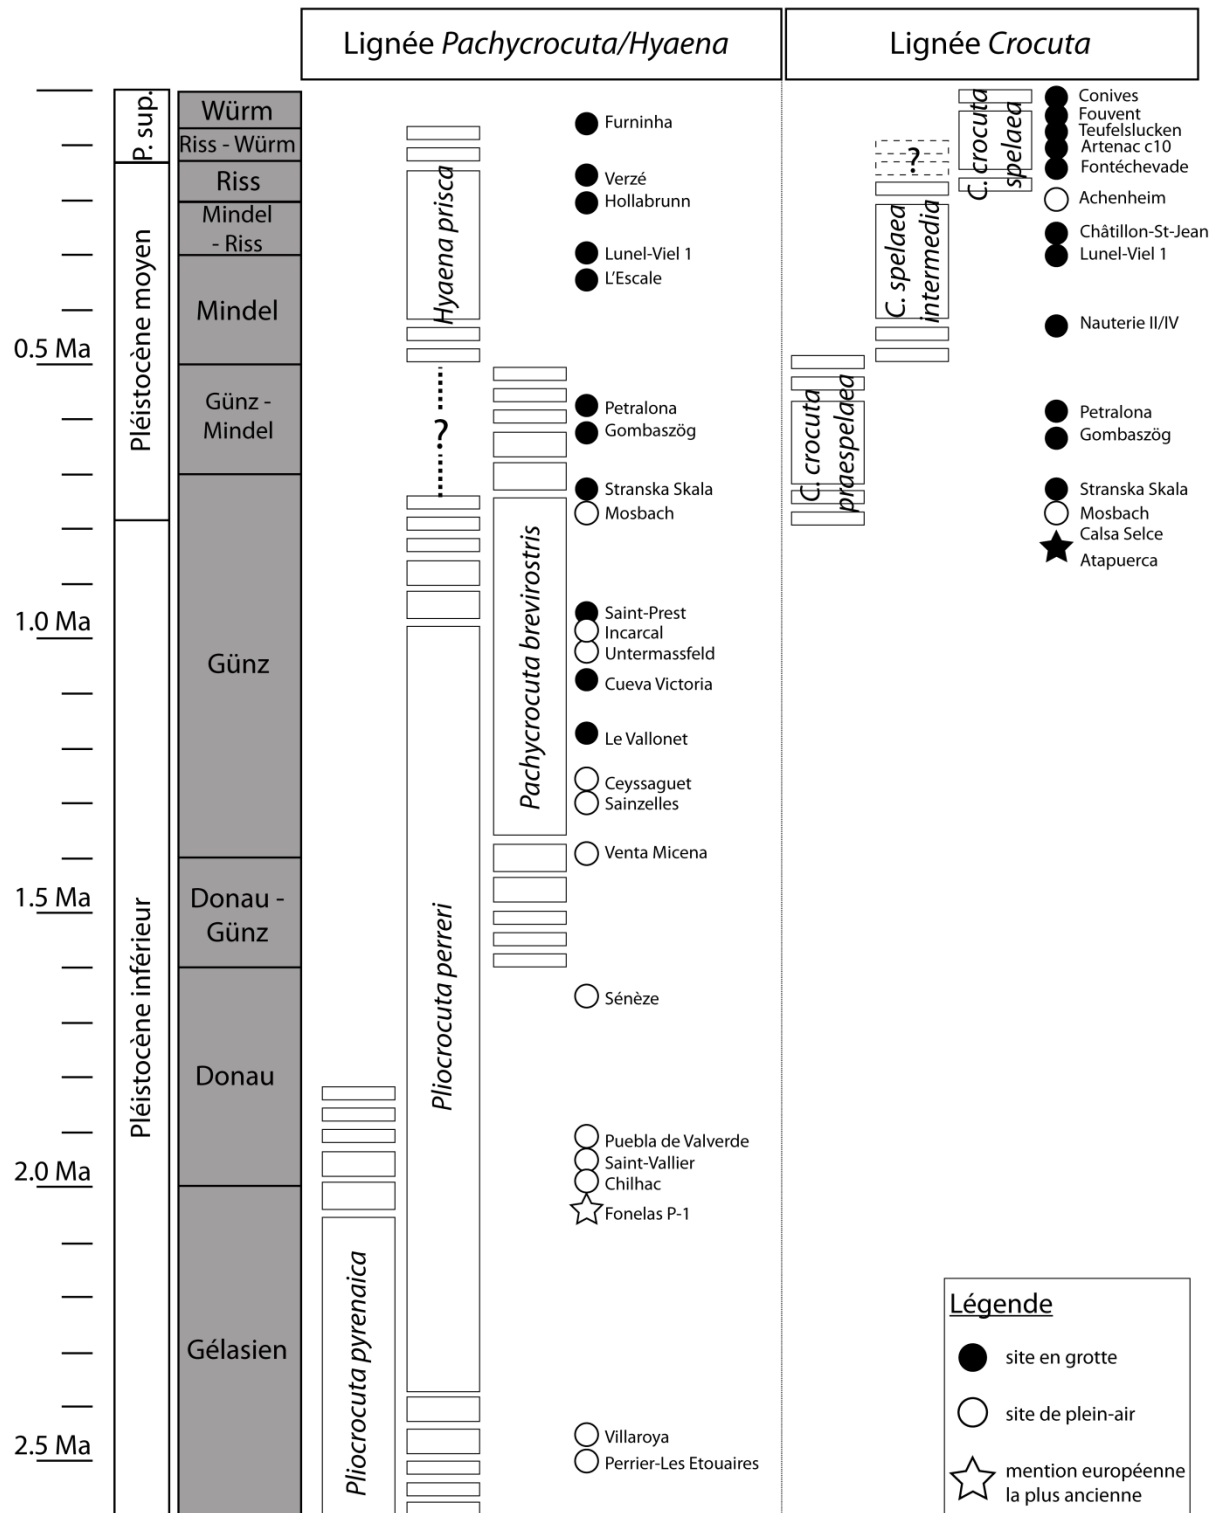 Lignée Pachycrocuta/Hyaena
Lignée Crocuta
0.5 Ma
1.0 Ma
1.5 Ma
2.0 Ma
2.5 Ma
P. sup.
Pléistocène moyen
Pléistocène inférieur
Würm
Riss - Würm
Riss
Mindel
- Riss
Mindel
Günz -
Mindel
Günz
Donau -
Günz
Donau
Gélasien
Pliocrocuta pyrenaica
Hyaena prisca
?
Pliocrocuta perreri
Pachycrocuta brevirostris
Furninha
Verzé
Hollabrunn
Lunel-Viel 1
L'Escale
Petralona
Gombaszög
Stranska Skala
Mosbach
Saint-Prest
Incarcal
Untermassfeld
Cueva Victoria
Le Vallonet
Ceyssaguet
Sainzelles
Venta Micena
Sénèze
Puebla de Valverde
Saint-Vallier
Chilhac
Fonelas P-1
Villaroya
Perrier-Les Etouaires
C. crocuta
praespelaea
?
C. spelaea
intermedia
C. crocuta
spelaea
Conives
Fouvent
Teufelslucken
Artenac c10
Fontéchevade
Achenheim
Châtillon-St-Jean
Lunel-Viel 1
Nauterie II/IV
Petralona
Gombaszög
Stranska Skala
Mosbach
Calsa Selce
Atapuerca
Légende
site en grotte
site de plein-air
mention européenne
la plus ancienne